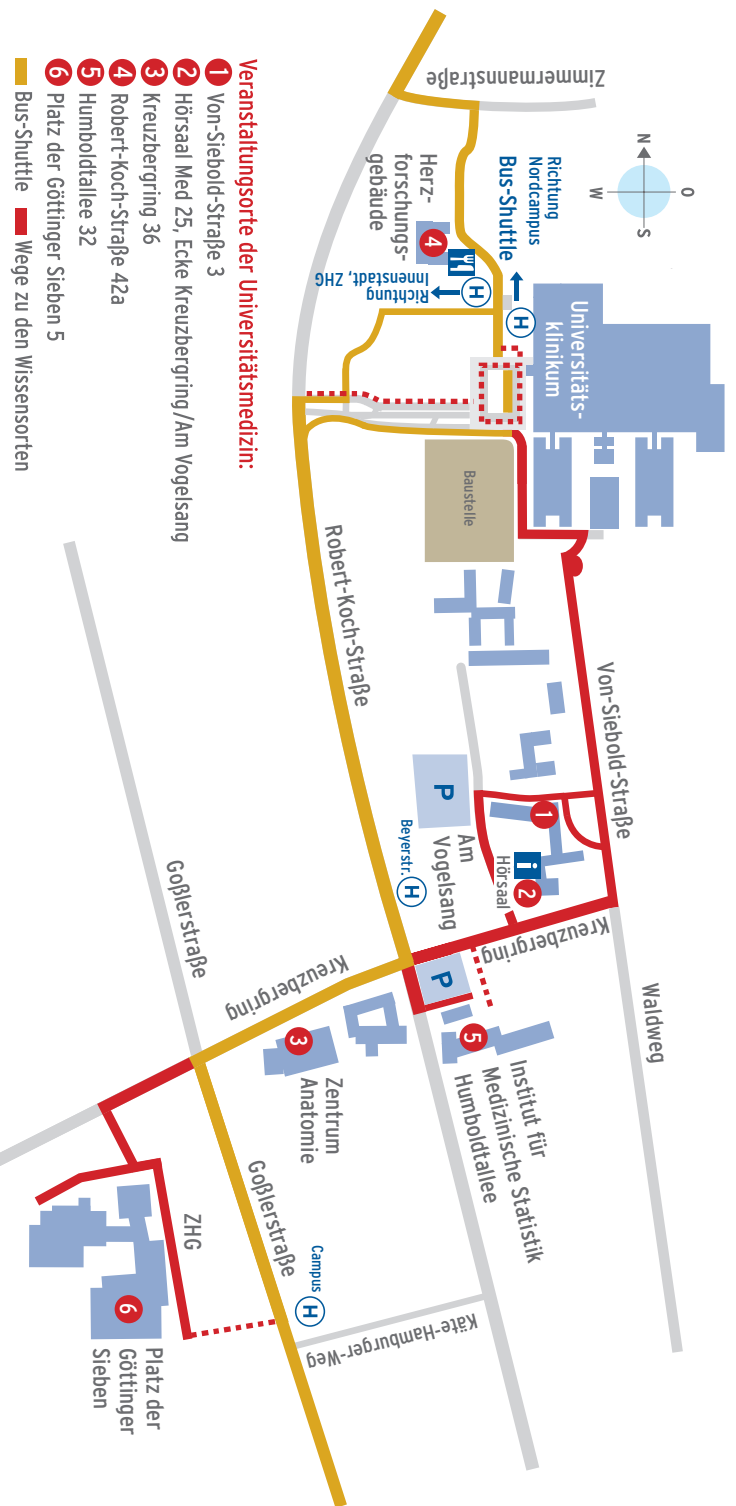 Zimmermannstraße
N
O
S
W
Richtung
Nordcampus
Bus-Shuttle
H
Herz-
forschungs-
gebäude
4
H
Richtung
Innenstadt, ZHG
Universitäts-
klinikum
Baustelle
Robert-Koch-Straße
Von-Siebold-Straße
P
Am
Vogelsang
1
i
2
Hörsaal
Beyerstr.
H
Kreuzbergring
Waldweg
P
5
Institut für
Medizinische Statistik
Humboldtallee
Goßlerstraße
Kreuzbergring
3
Zentrum
Anatomie
Goßlerstraße
Campus
H
Käte-Hamburger-Weg
ZHG
6
Platz der
Göttinger
Sieben
Veranstaltungsorte der Universitätsmedizin:
1 Von-Siebold-Straße 3
2 Hörsaal Med 25, Ecke Kreuzbergring/Am Vogelsang
3 Kreuzbergring 36
4 Robert-Koch-Straße 42a
5 Humboldtallee 32
6 Platz der Göttinger Sieben 5
Bus-Shuttle Wege zu den Wissensorten